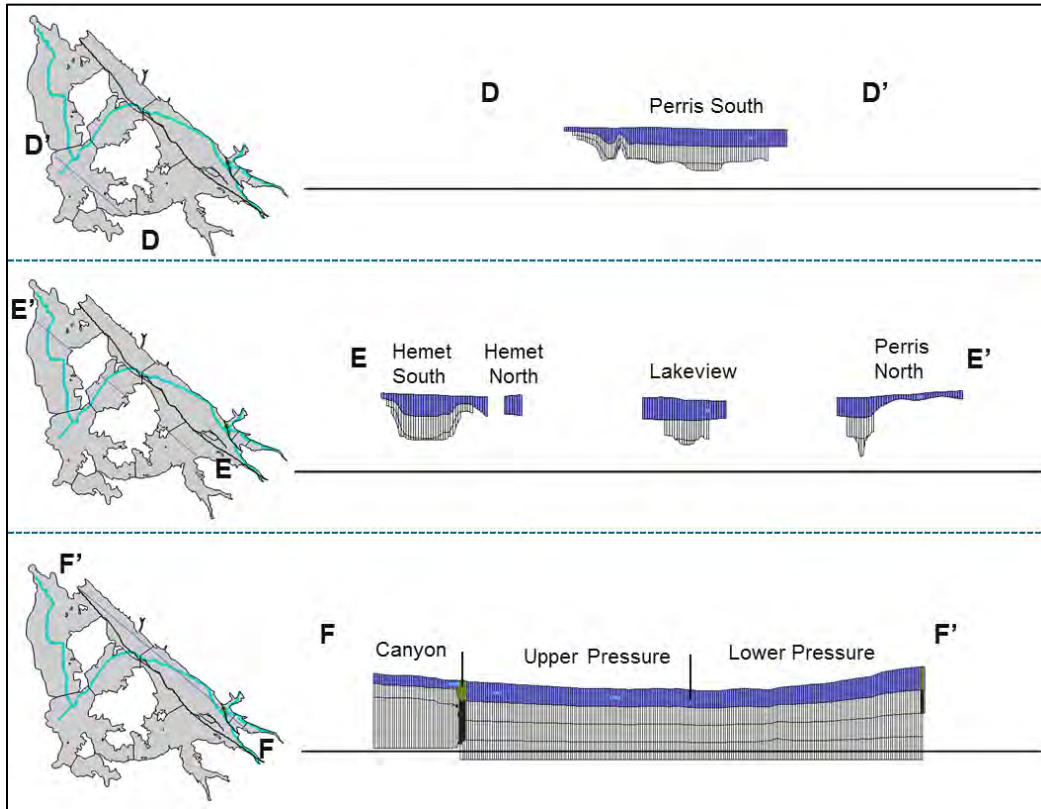 D
D'
Perris South
D'
D
E'
E
Hemet
South
Hemet
North
Lakeview
Perris
North
E'
E
F'
F
Canyon
Upper Pressure
Lower Pressure
F'
F